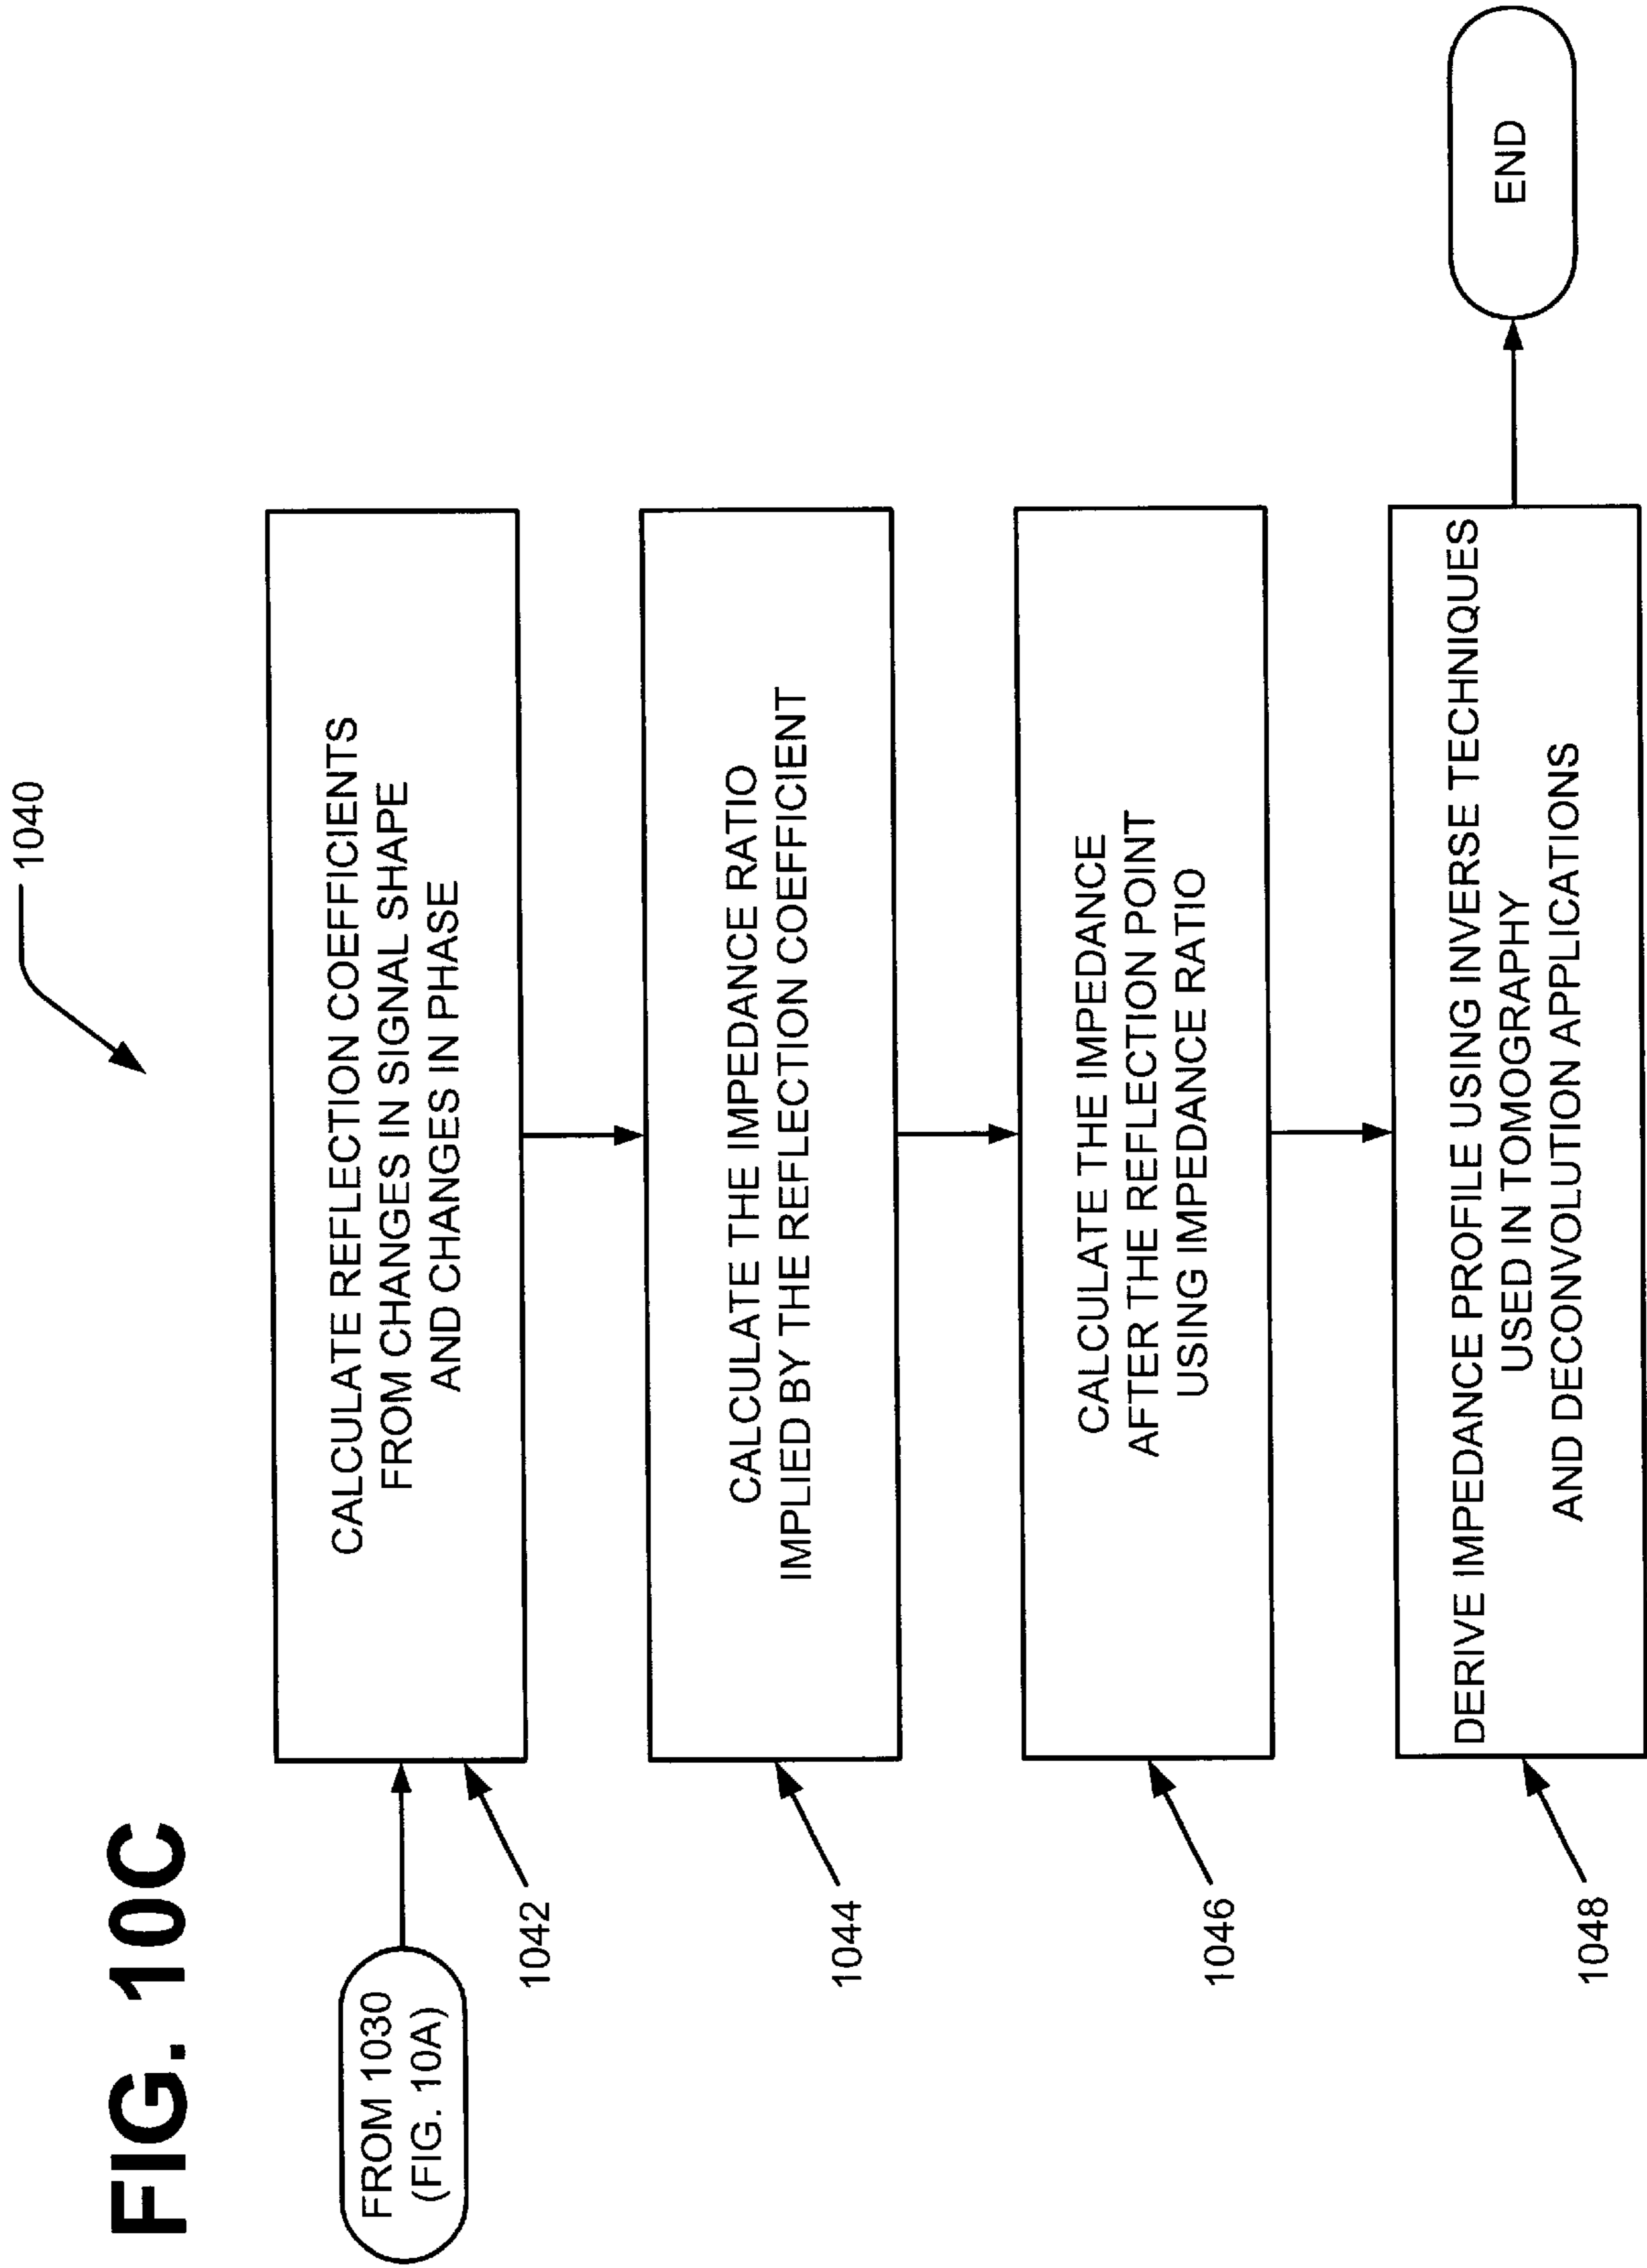 FIG. 10C
1040
FROM 1030
(FIG. 10A)
CALCULATE REFLECTION COEFFICIENTS
FROM CHANGES IN SIGNAL SHAPE
AND CHANGES IN PHASE
1042
CALCULATE THE IMPEDANCE RATIO
IMPLIED BY THE REFLECTION COEFFICIENT
1044
CALCULATE THE IMPEDANCE
AFTER THE REFLECTION POINT
USING IMPEDANCE RATIO
1046
DERIVE IMPEDANCE PROFILE USING INVERSE TECHNIQUES
USED IN TOMOGRAPHY
AND DECONVOLUTION APPLICATIONS
1048
END